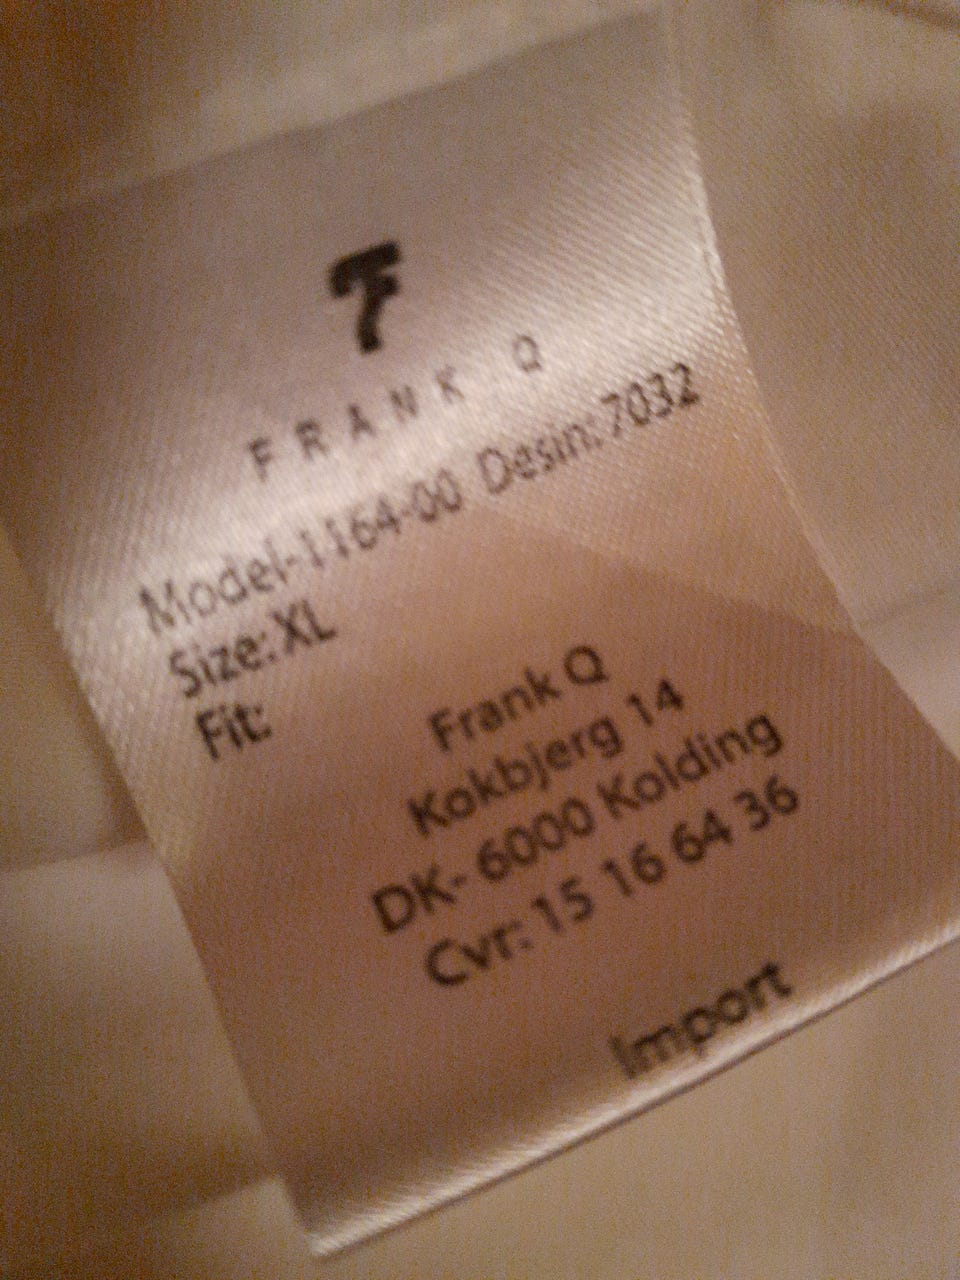 F
FRANK Q
Model-1164-00 Desin: 7032
Size: XL
Fit:
Frank Q
Kokbjerg 14
DK- 6000 Kolding
Cvr: 15 16 64 36
Import